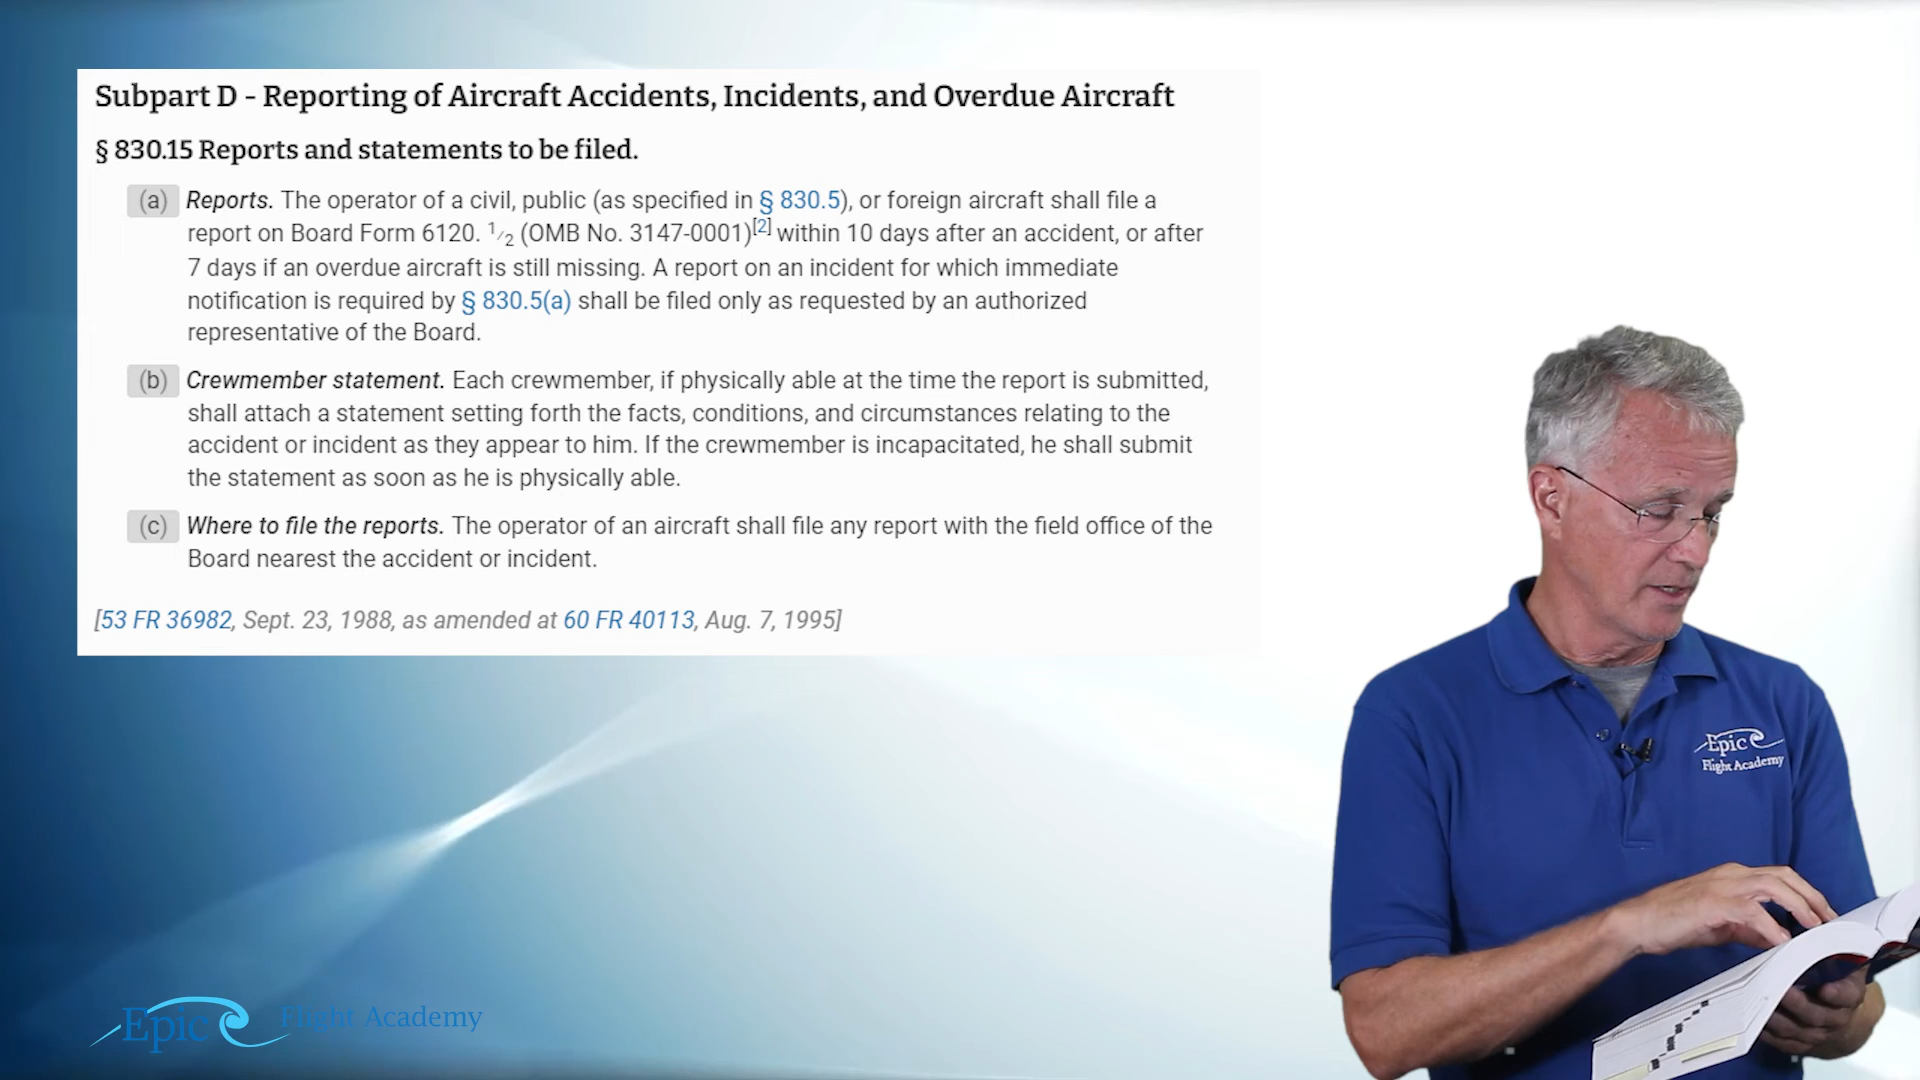 Subpart D - Reporting of Aircraft Accidents, Incidents, and Overdue Aircraft
§ 830.15 Reports and statements to be filed.
(a) Reports. The operator of a civil, public (as specified in § 830.5), or foreign aircraft shall file a
report on Board Form 6120. 1/2 (OMB No. 3147-0001)[2] within 10 days after an accident, or after
7 days if an overdue aircraft is still missing. A report on an incident for which immediate
notification is required by § 830.5(a) shall be filed only as requested by an authorized
representative of the Board.
(b) Crewmember statement. Each crewmember, if physically able at the time the report is submitted,
shall attach a statement setting forth the facts, conditions, and circumstances relating to the
accident or incident as they appear to him. If the crewmember is incapacitated, he shall submit
the statement as soon as he is physically able.
(c) Where to file the reports. The operator of an aircraft shall file any report with the field office of the
Board nearest the accident or incident.
[53 FR 36982, Sept. 23, 1988, as amended at 60 FR 40113, Aug. 7, 1995]
Epic
Flight Academy
Epic Flight Academy